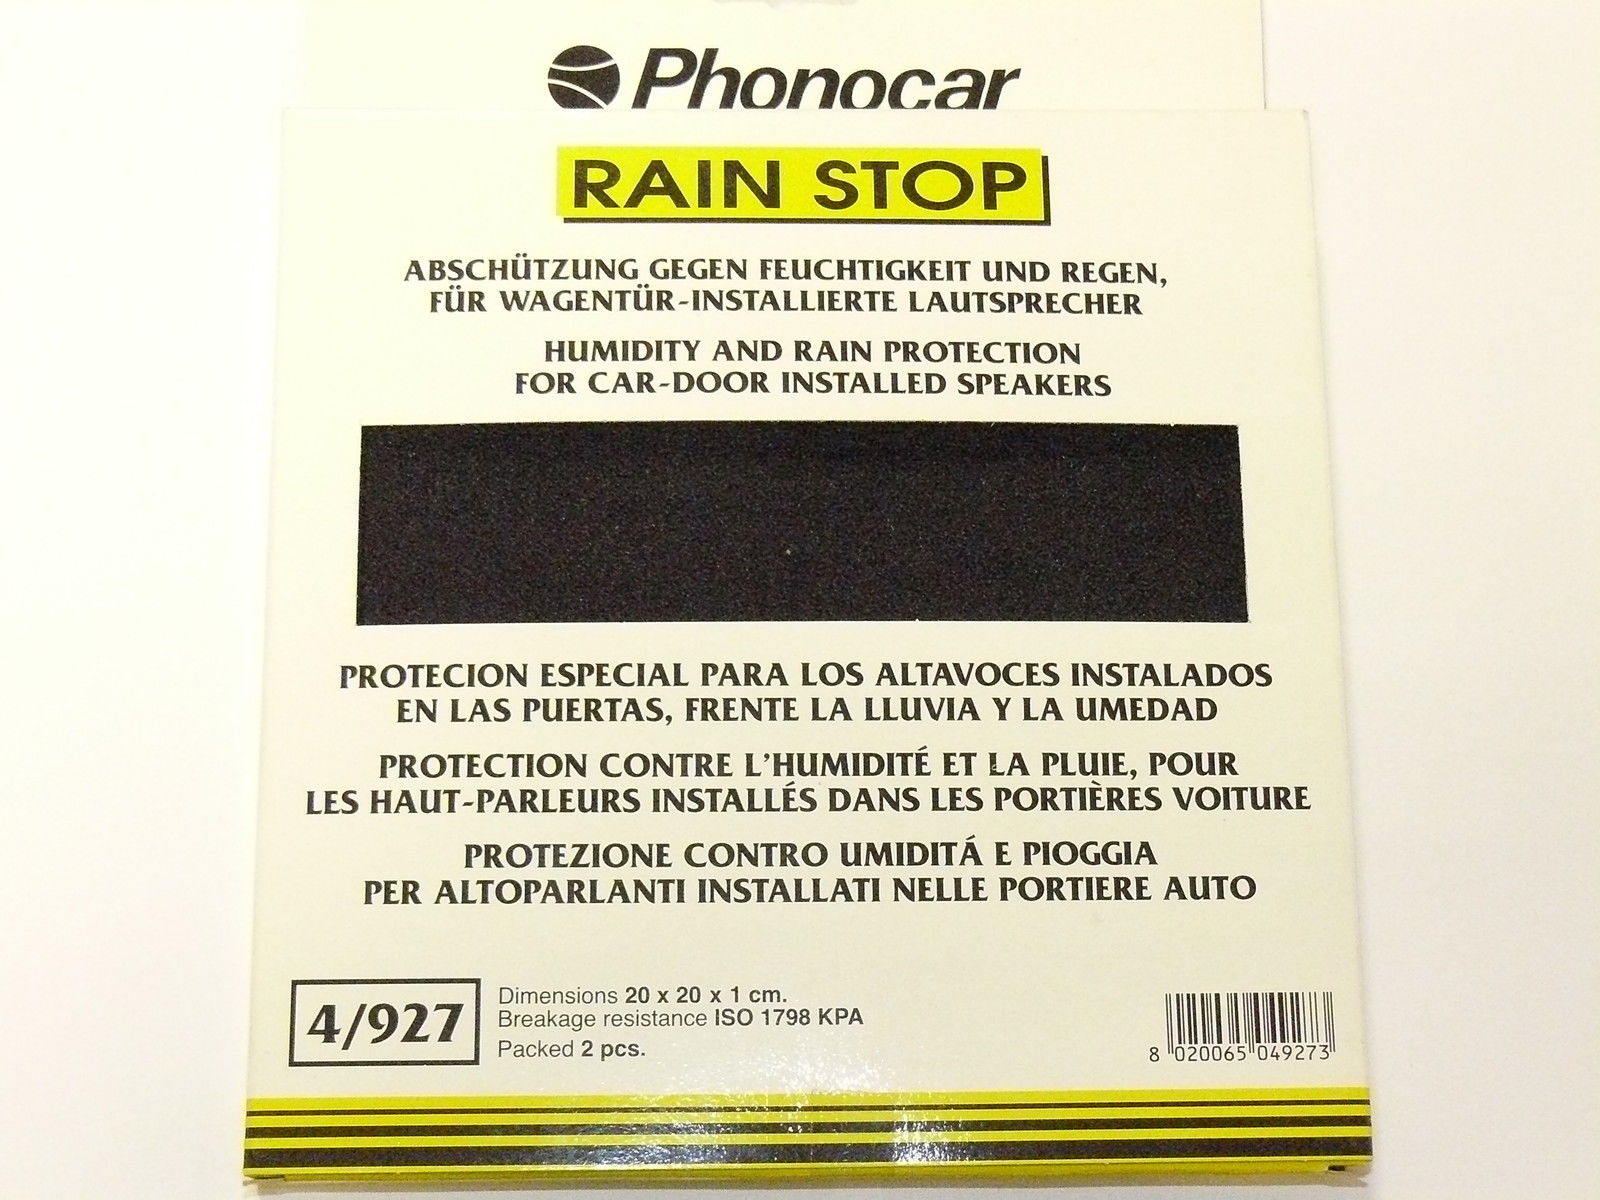 Phonocar
RAIN STOP
ABSCHÜTZUNG GEGEN FEUCHTIGKEIT UND REGEN,
FÜR WAGENTÜR-INSTALLIERTE LAUTSPRECHER
HUMIDITY AND RAIN PROTECTION
FOR CAR-DOOR INSTALLED SPEAKERS
PROTECION ESPECIAL PARA LOS ALTAVOCES INSTALADOS
EN LAS PUERTAS, FRENTE LA LLUVIA Y LA UMEDAD
PROTECTION CONTRE L'HUMIDITÉ ET LA PLUIE, POUR
LES HAUT-PARLEURS INSTALLÉS DANS LES PORTIÈRES VOITURE
PROTEZIONE CONTRO UMIDITÁ E PIOGGIA
PER ALTOPARLANTI INSTALLATI NELLE PORTIERE AUTO
4/927
Dimensions 20 x 20 x 1 cm.
Breakage resistance ISO 1798 KPA
Packed 2 pcs.
8 020065 049273